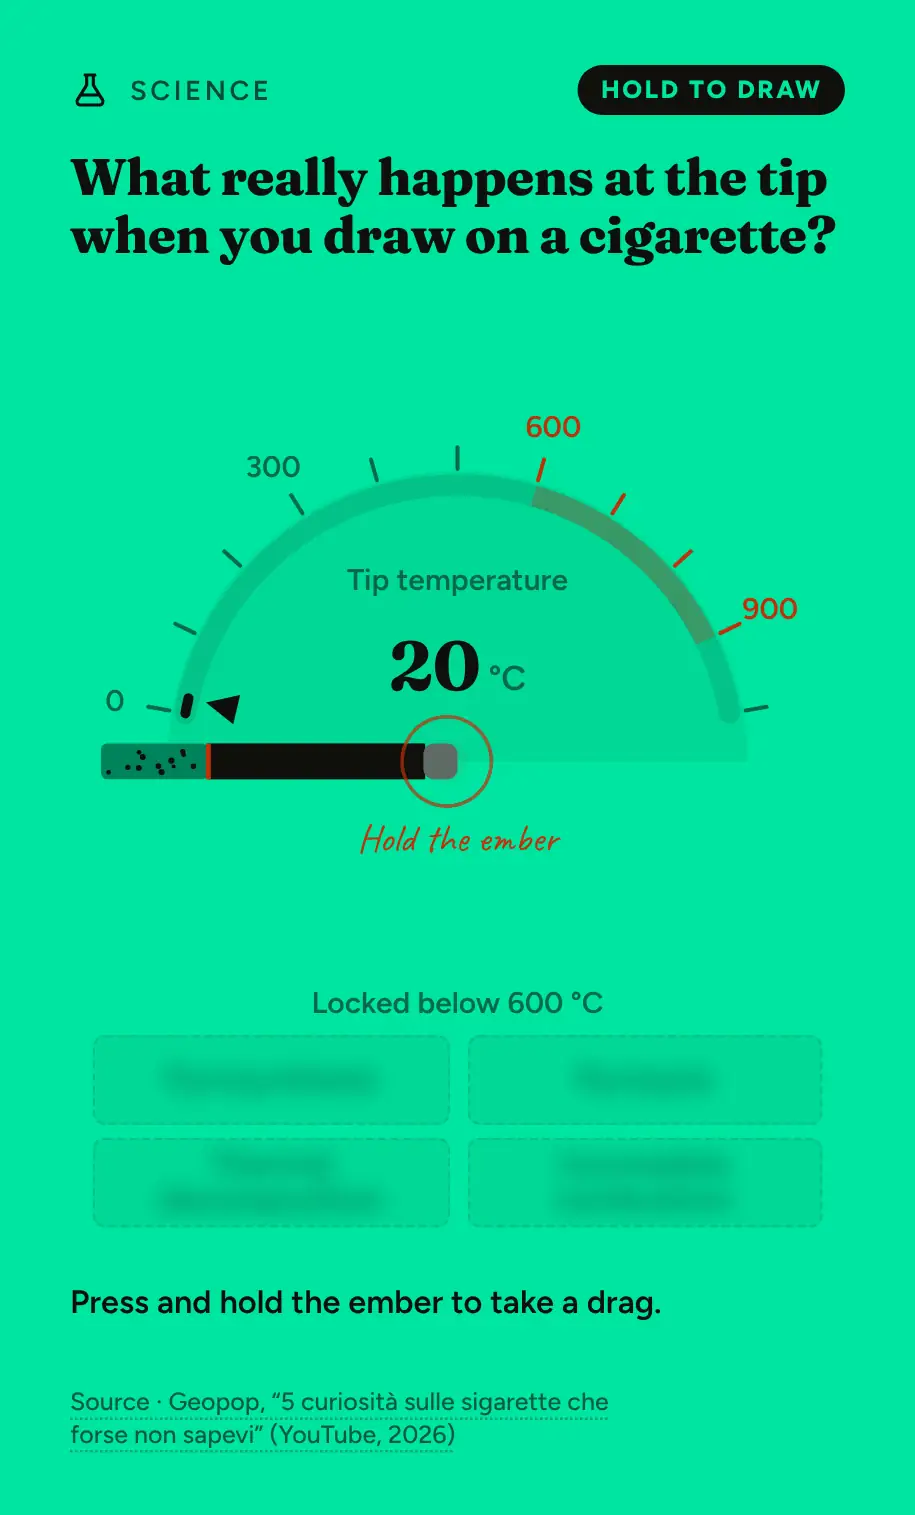 SCIENCE
HOLD TO DRAW
What really happens at the tip
when you draw on a cigarette?
600
300
900
Tip temperature
20 °C
0
Hold the ember
Locked below 600 °C
Press and hold the ember to take a drag.
Source · Geopop, “5 curiosità sulle sigarette che
forse non sapevi” (YouTube, 2026)